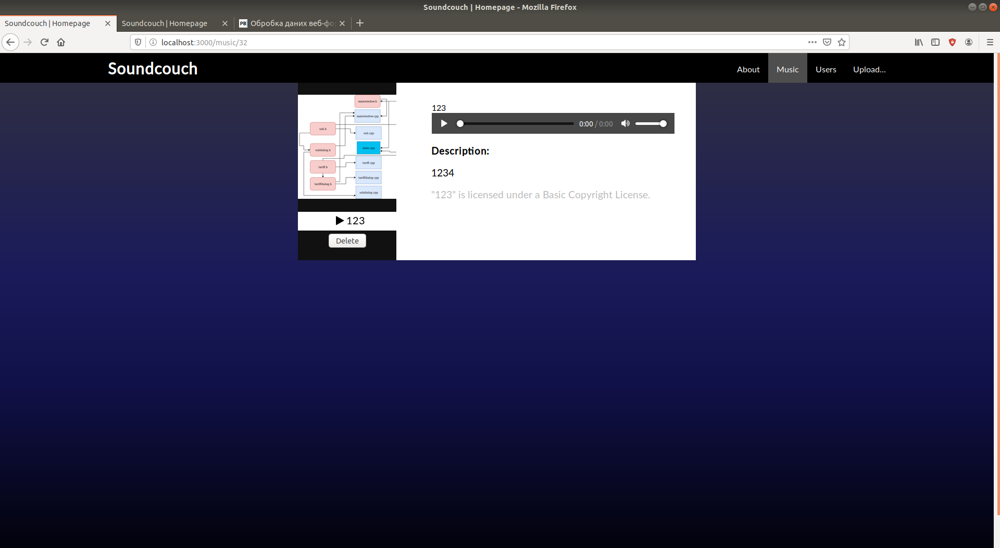 Soundcouch | Homepage - Mozilla Firefox
Soundcouch | Homepage
Soundcouch | Homepage
PB Обробка даних веб-фо
localhost:3000/music/32
Soundcouch
About
Music
Users
Upload...
mainwindow.h
mainwindow.cpp
sub.h
sub.cpp
subdialog.h
main.cpp
tariff.h
tariff.cpp
tariffdialog.h
tariffdialog.cpp
subdialog.cpp
123
Delete
123
0:00 / 0:00
Description:
1234
"123" is licensed under a Basic Copyright License.